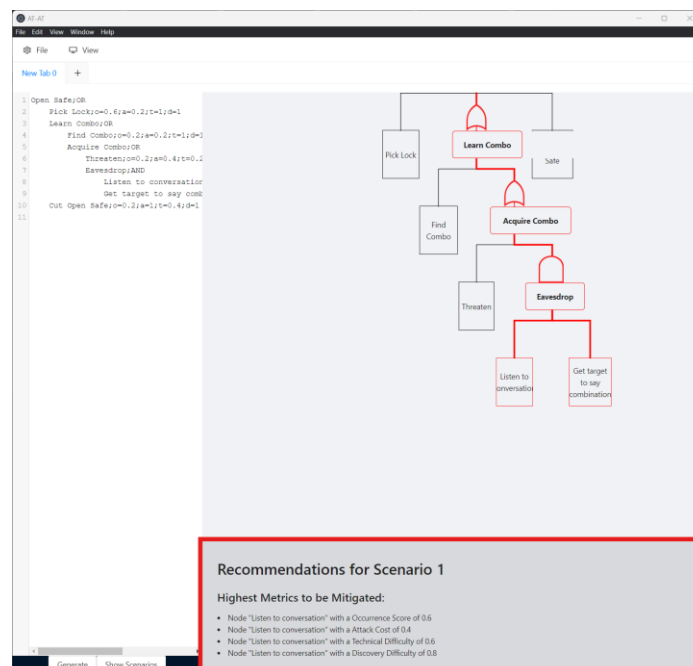 AT-AT
File Edit View Window Help
File View
New Tab 0 +
1 Open Safe;OR
2 Pick Lock;o=0.6;a=0.2;t=1;d=1
3 Learn Combo;OR
4 Find Combo;o=0.2;a=0.2;t=1;d=1
5 Acquire Combo;OR
6 Threaten;o=0.2;a=0.4;t=0.2
7 Eavesdrop;AND
8 Listen to conversation
9 Get target to say comb
10 Cut Open Safe;o=0.2;a=1;t=0.4;d=1
11
Pick Lock
Learn Combo
Safe
Find
Combo
Acquire Combo
Threaten
Eavesdrop
Listen to
onversation
Get target
to say
combination
Recommendations for Scenario 1
Highest Metrics to be Mitigated:
• Node "Listen to conversation" with a Occurrence Score of 0.6
• Node "Listen to conversation" with a Attack Cost of 0.4
• Node "Listen to conversation" with a Technical Difficulty of 0.6
• Node "Listen to conversation" with a Discovery Difficulty of 0.8
Generate Show Scenarios